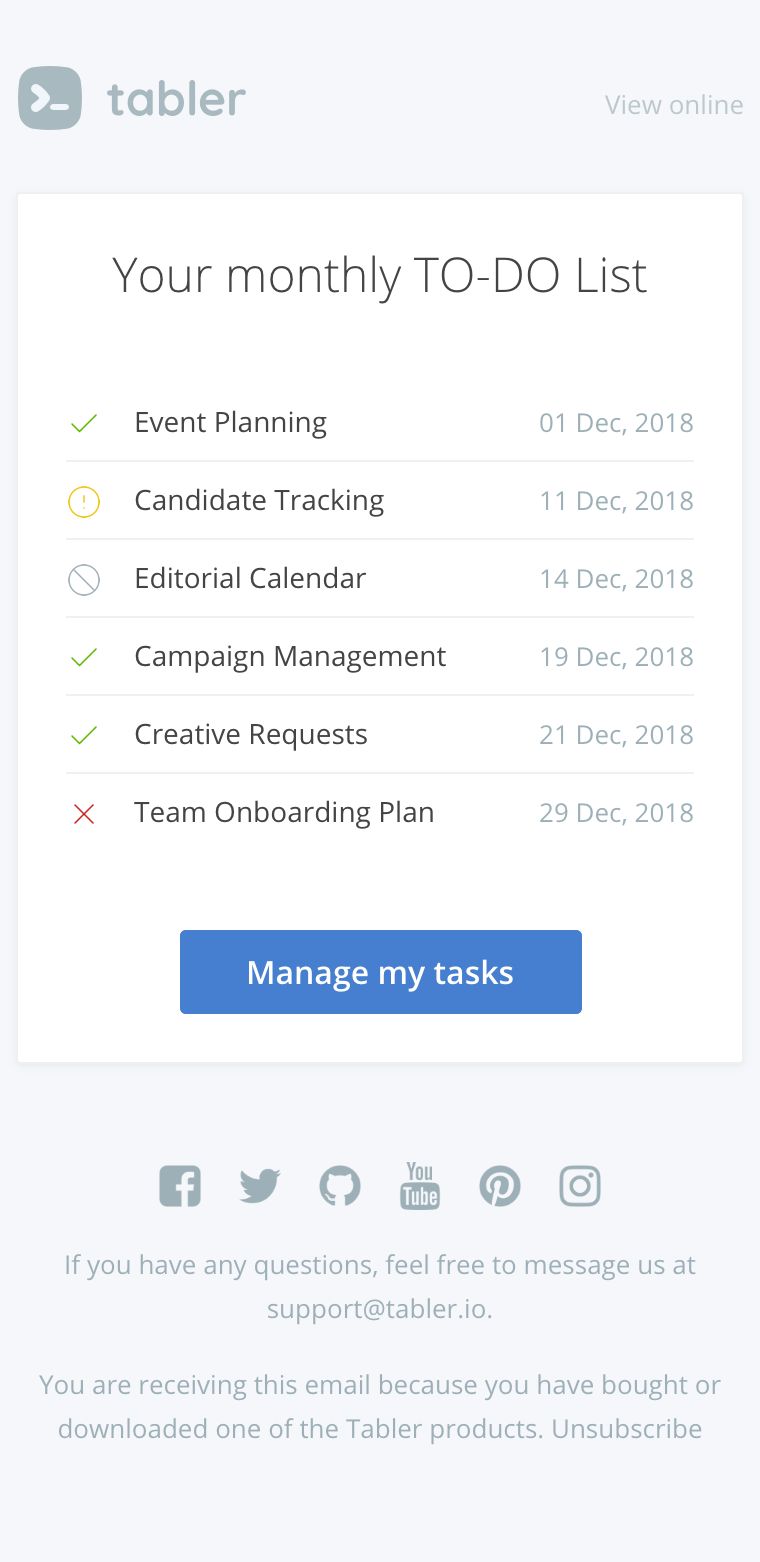 tabler
View online
Your monthly TO-DO List
Event Planning 01 Dec, 2018
Candidate Tracking 11 Dec, 2018
Editorial Calendar 14 Dec, 2018
Campaign Management 19 Dec, 2018
Creative Requests 21 Dec, 2018
Team Onboarding Plan 29 Dec, 2018
Manage my tasks
You
Tube
If you have any questions, feel free to message us at
support@tabler.io.
You are receiving this email because you have bought or
downloaded one of the Tabler products. Unsubscribe